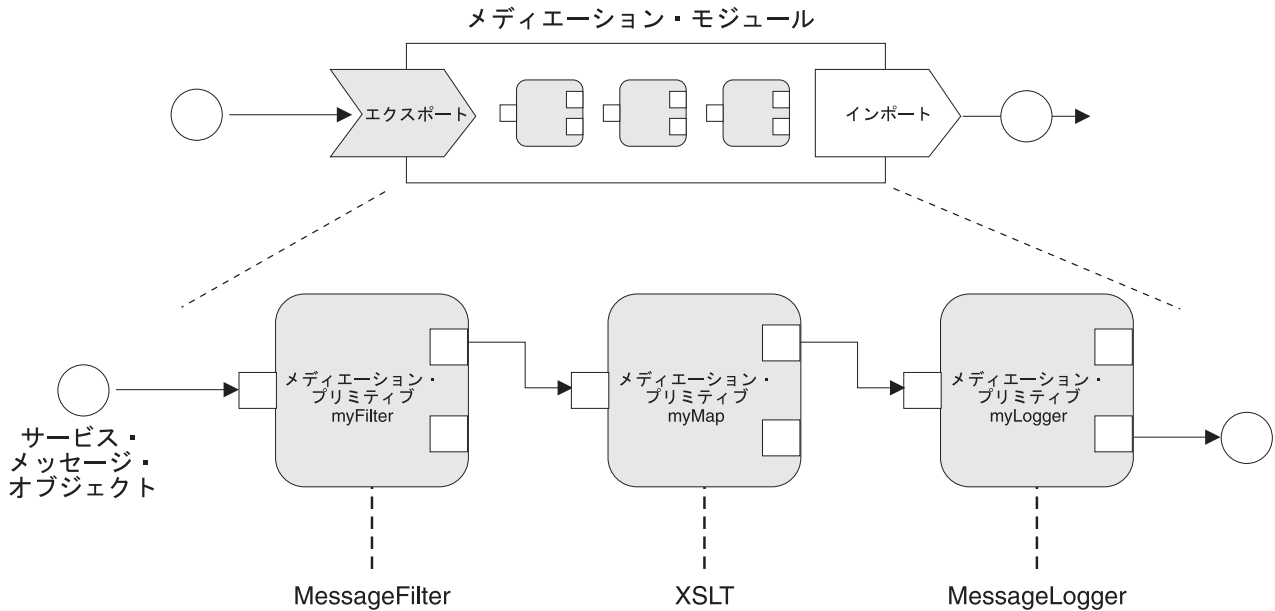 メディエーション・モジュール
エクスポート
インポート
メディエーション・
プリミティブ
myFilter
メディエーション・
プリミティブ
myMap
メディエーション・
プリミティブ
myLogger
サービス・
メッセージ・
オブジェクト
MessageFilter
XSLT
MessageLogger